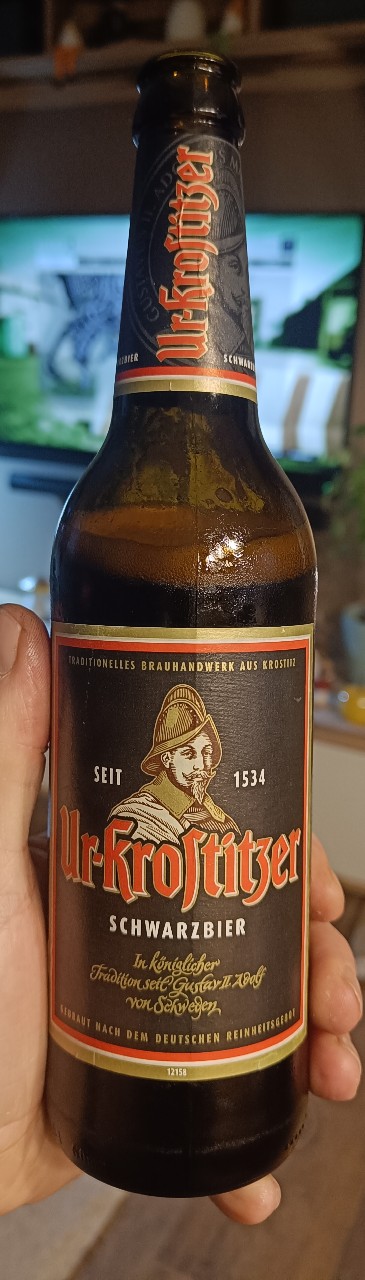 Ur-Krostitzer
SCHWARZBIER
TRADITIONELLES BRAUHANDWERK AUS KROSTITZ
SEIT 1534
Ur-Krostitzer
SCHWARZBIER
In königlicher
Tradition seit Gustav II Adolf
von Schweden
GEBRAUT NACH DEM DEUTSCHEN REINHEITSGEBOT
12158